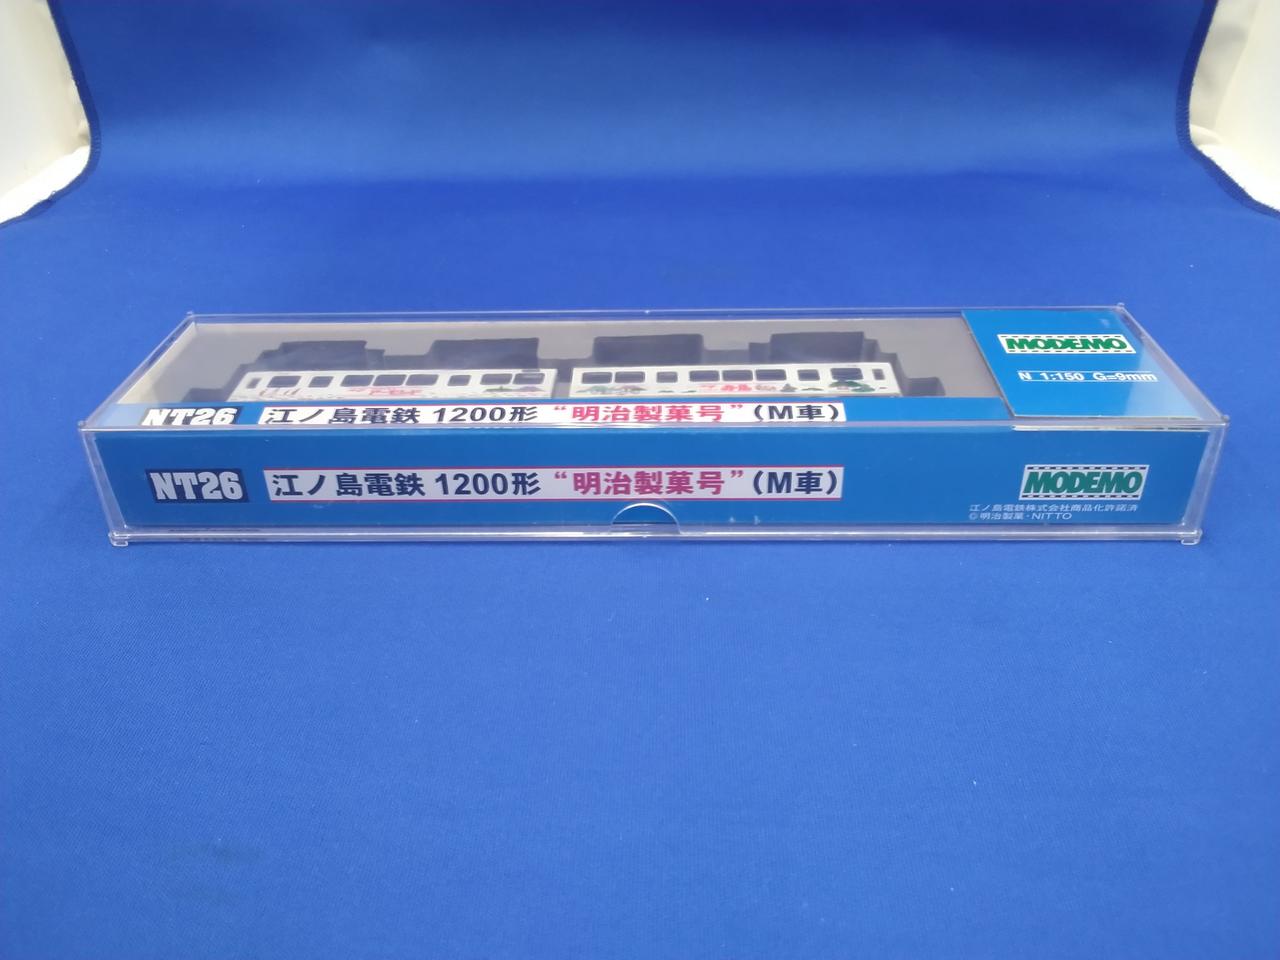 MODEMO
N 1:150 G=9mm
NT26 江ノ島電鉄 1200形 “明治製菓号” (M車)
NT26 江ノ島電鉄 1200形 “明治製菓号” (M車)
MODEMO
江ノ島電鉄株式会社商品化許諾済
© 明治製菓・NITTO